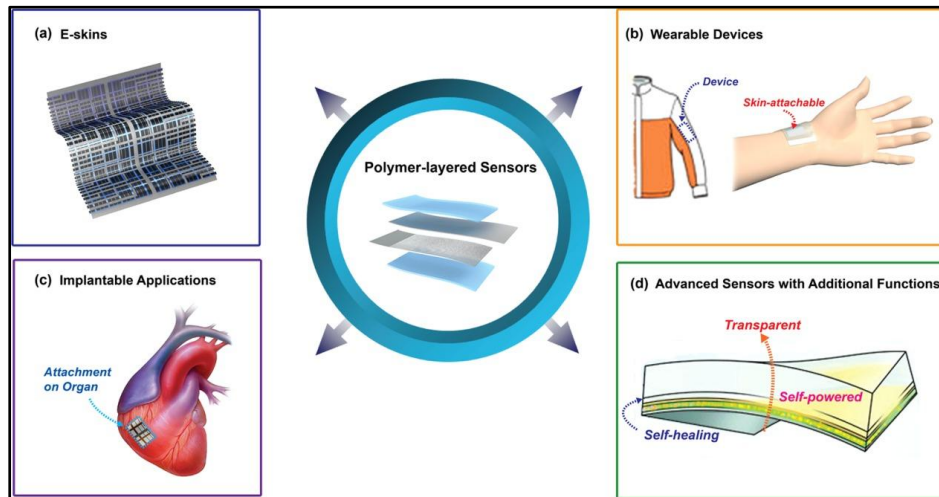 (a) E-skins
(b) Wearable Devices
Device
Skin-attachable
Polymer-layered Sensors
(c) Implantable Applications
Attachment
on Organ
(d) Advanced Sensors with Additional Functions
Transparent
Self-powered
Self-healing